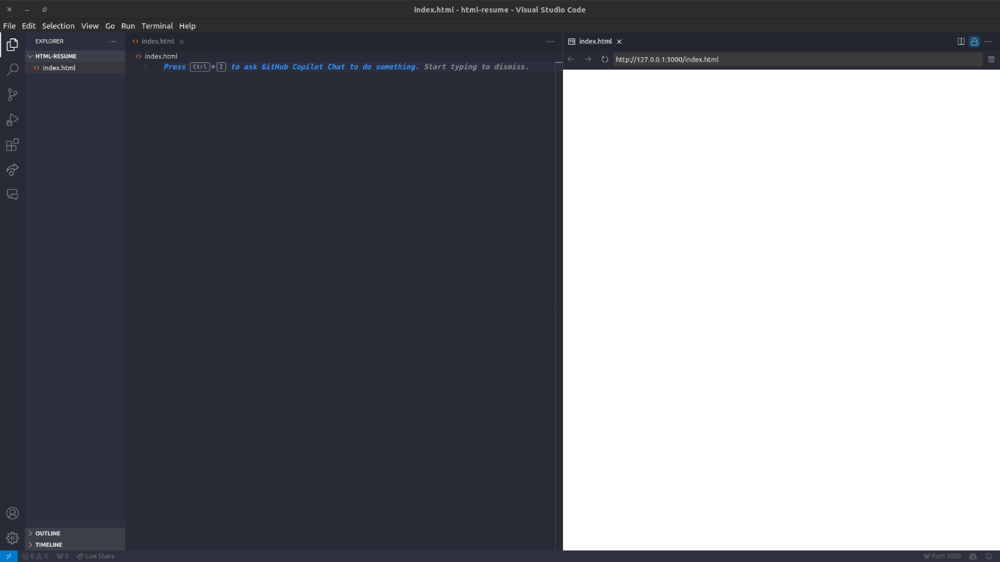 index.html - html-resume - Visual Studio Code
File Edit Selection View Go Run Terminal Help
EXPLORER
HTML-RESUME
index.html
OUTLINE
TIMELINE
index.html
index.html
1 Press Ctrl+I to ask GitHub Copilot Chat to do something. Start typing to dismiss.
index.html
http://127.0.0.1:3000/index.html
0 0 0 Live Share Port: 3000